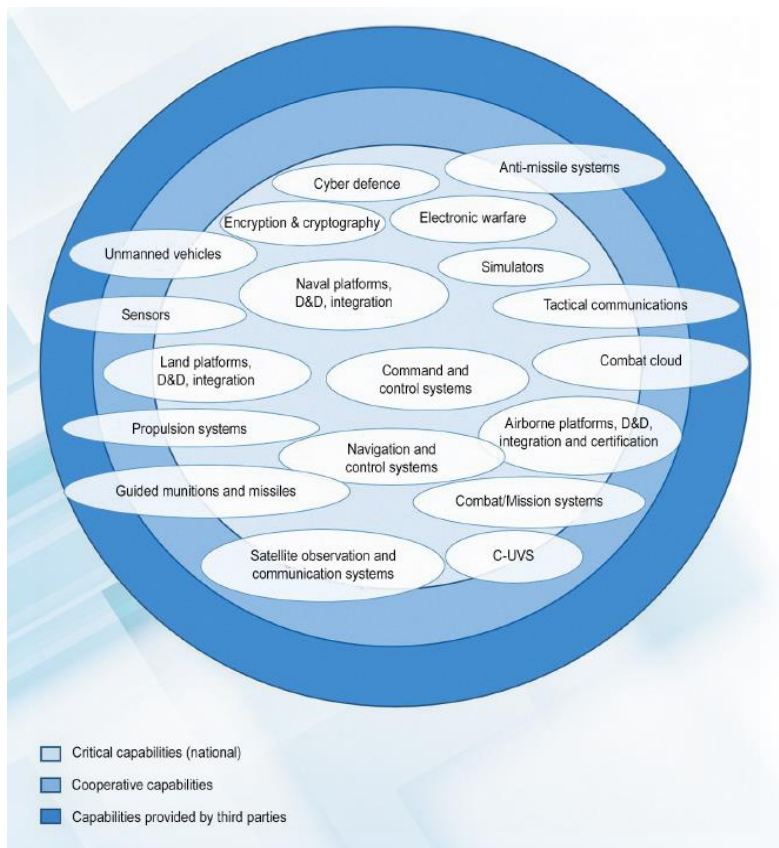 Anti-missile systems
Cyber defence
Encryption & cryptography
Electronic warfare
Unmanned vehicles
Simulators
Naval platforms,
D&D, integration
Tactical communications
Sensors
Land platforms,
D&D, integration
Command and
control systems
Combat cloud
Propulsion systems
Navigation and
control systems
Airborne platforms, D&D,
integration and certification
Guided munitions and missiles
Combat/Mission systems
Satellite observation and
communication systems
C-UVS
Critical capabilities (national)
Cooperative capabilities
Capabilities provided by third parties